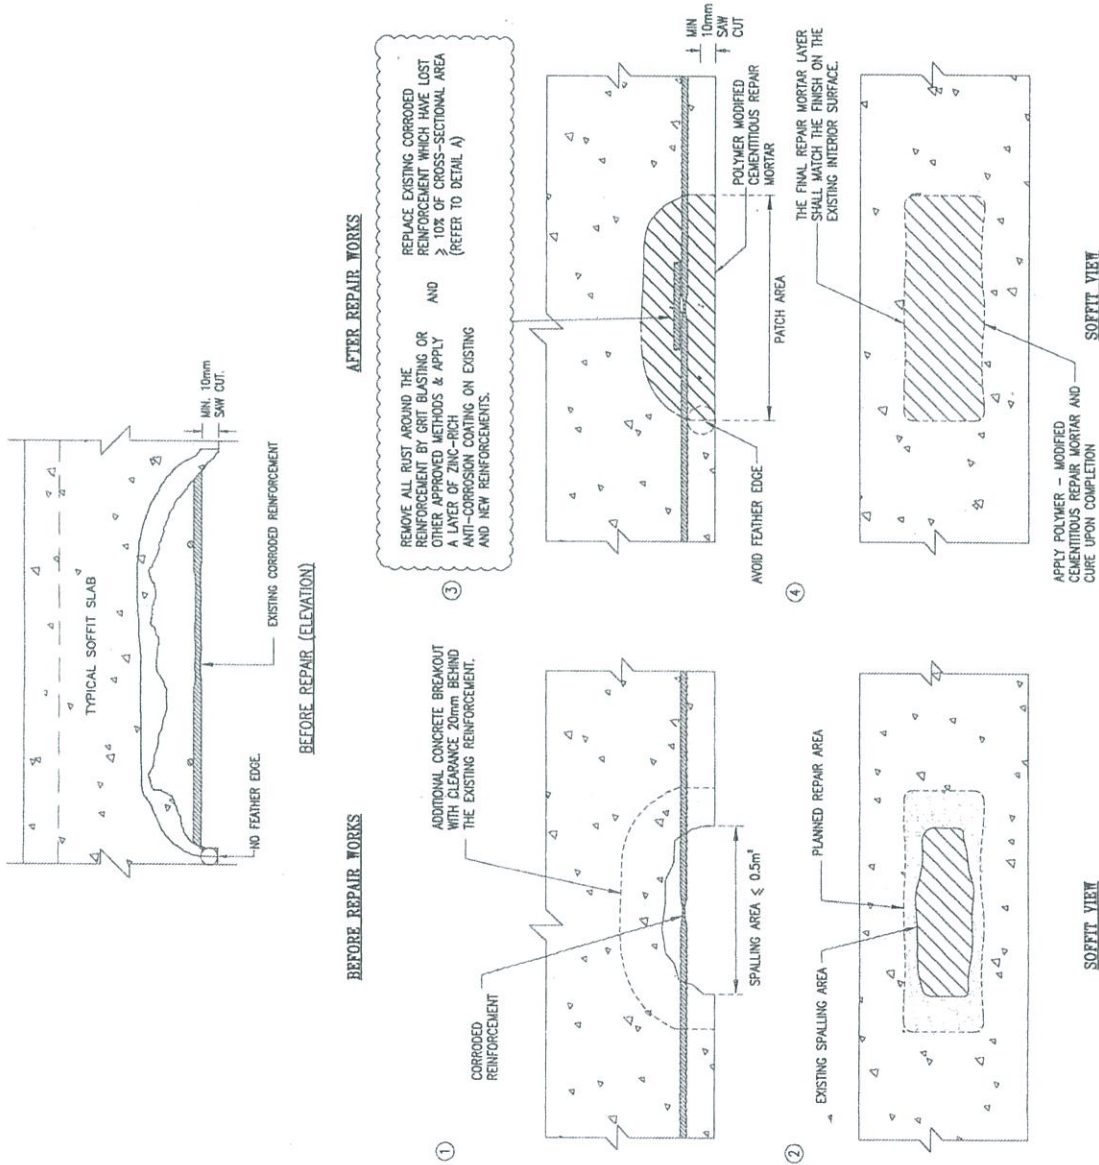 TYPICAL SOFFIT SLAB
NO FEATHER EDGE.
EXISTING CORRODED REINFORCEMENT
MIN. 10mm
SAW CUT.
BEFORE REPAIR (ELEVATION)
BEFORE REPAIR WORKS
①
CORRODED
REINFORCEMENT
ADDITIONAL CONCRETE BREAKOUT
WITH CLEARANCE 20mm BEHIND
THE EXISTING REINFORCEMENT.
SPALLING AREA ⩽ 0.5m²
②
EXISTING SPALLING AREA
PLANNED REPAIR AREA
SOFFIT VIEW
AFTER REPAIR WORKS
③
REMOVE ALL RUST AROUND THE
REINFORCEMENT BY GRIT BLASTING OR
OTHER APPROVED METHODS & APPLY
A LAYER OF ZINC-RICH
ANTI-CORROSION COATING ON EXISTING
AND NEW REINFORCEMENTS.
AND
REPLACE EXISTING CORRODED
REINFORCEMENT WHICH HAVE LOST
⩾ 10% OF CROSS-SECTIONAL AREA
(REFER TO DETAIL A)
MIN
10mm
SAW
CUT
AVOID FEATHER EDGE
PATCH AREA
POLYMER MODIFIED
CEMENTITIOUS REPAIR
MORTAR
④
THE FINAL REPAIR MORTAR LAYER
SHALL MATCH THE FINISH ON THE
EXISTING INTERIOR SURFACE.
APPLY POLYMER - MODIFIED
CEMENTITIOUS REPAIR MORTAR AND
CURE UPON COMPLETION
SOFFIT VIEW